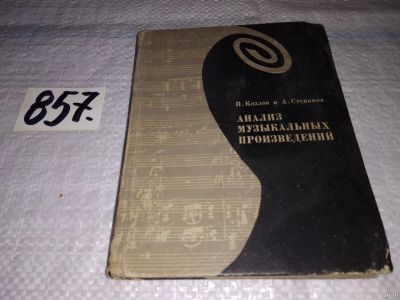 857.
П. Козлов и А. Степанов
АНАЛИЗ
МУЗЫКАЛЬНЫХ
ПРОИЗВЕДЕНИЙ